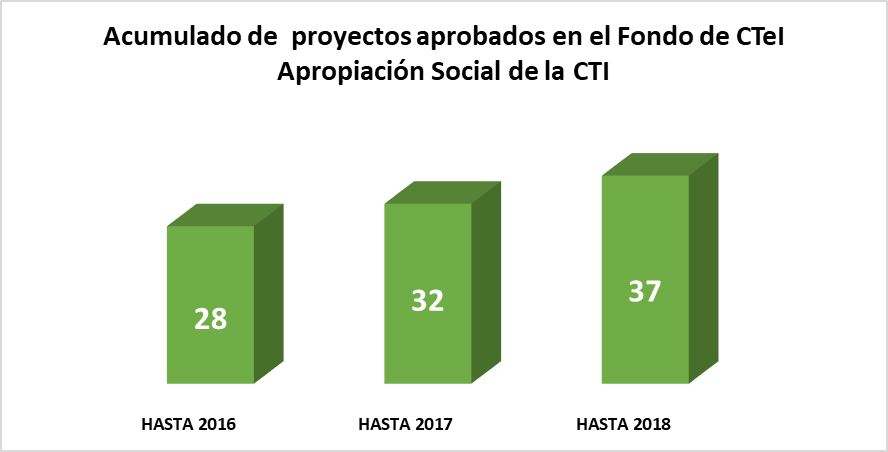 Acumulado de  proyectos aprobados en el Fondo de CTeI
Apropiación Social de la CTI
28
32
37
HASTA 2016
HASTA 2017
HASTA 2018